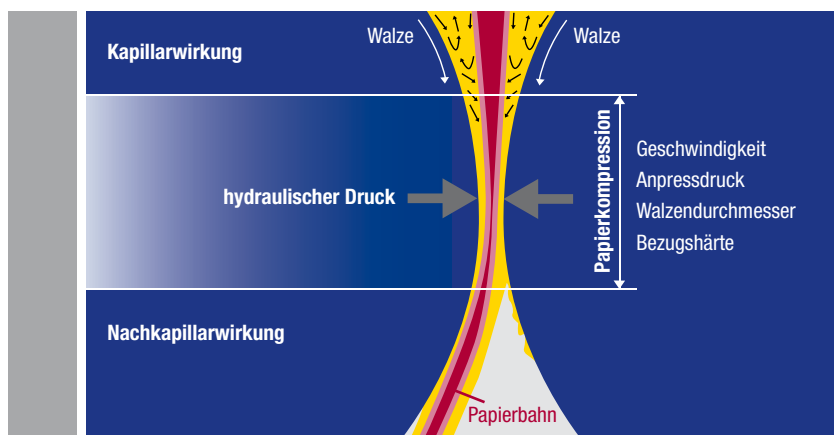 Kapillarwirkung
Walze
Walze
hydraulischer Druck
Papierkompression
Geschwindigkeit
Anpressdruck
Walzendurchmesser
Bezugshärte
Nachkapillarwirkung
Papierbahn